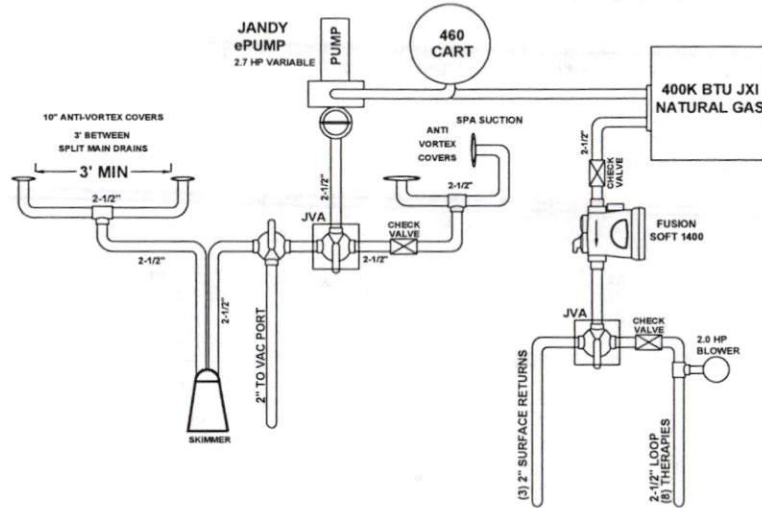 JANDY
ePUMP
2.7 HP VARIABLE
PUMP
460
CART
400K BTU JXI
NATURAL GAS
10" ANTI-VORTEX COVERS
3' BETWEEN
SPLIT MAIN DRAINS
3' MIN
2-1/2"
2-1/2"
2-1/2"
SKIMMER
2" TO VAC PORT
2-1/2"
JVA
2-1/2"
CHECK
VALVE
SPA SUCTION
ANTI
VORTEX
COVERS
2-1/2"
2-1/2"
CHECK
VALVE
FUSION
SOFT 1400
JVA
CHECK
VALVE
2.0 HP
BLOWER
(3) 2" SURFACE RETURNS
2-1/2" LOOP
(8) THERAPIES